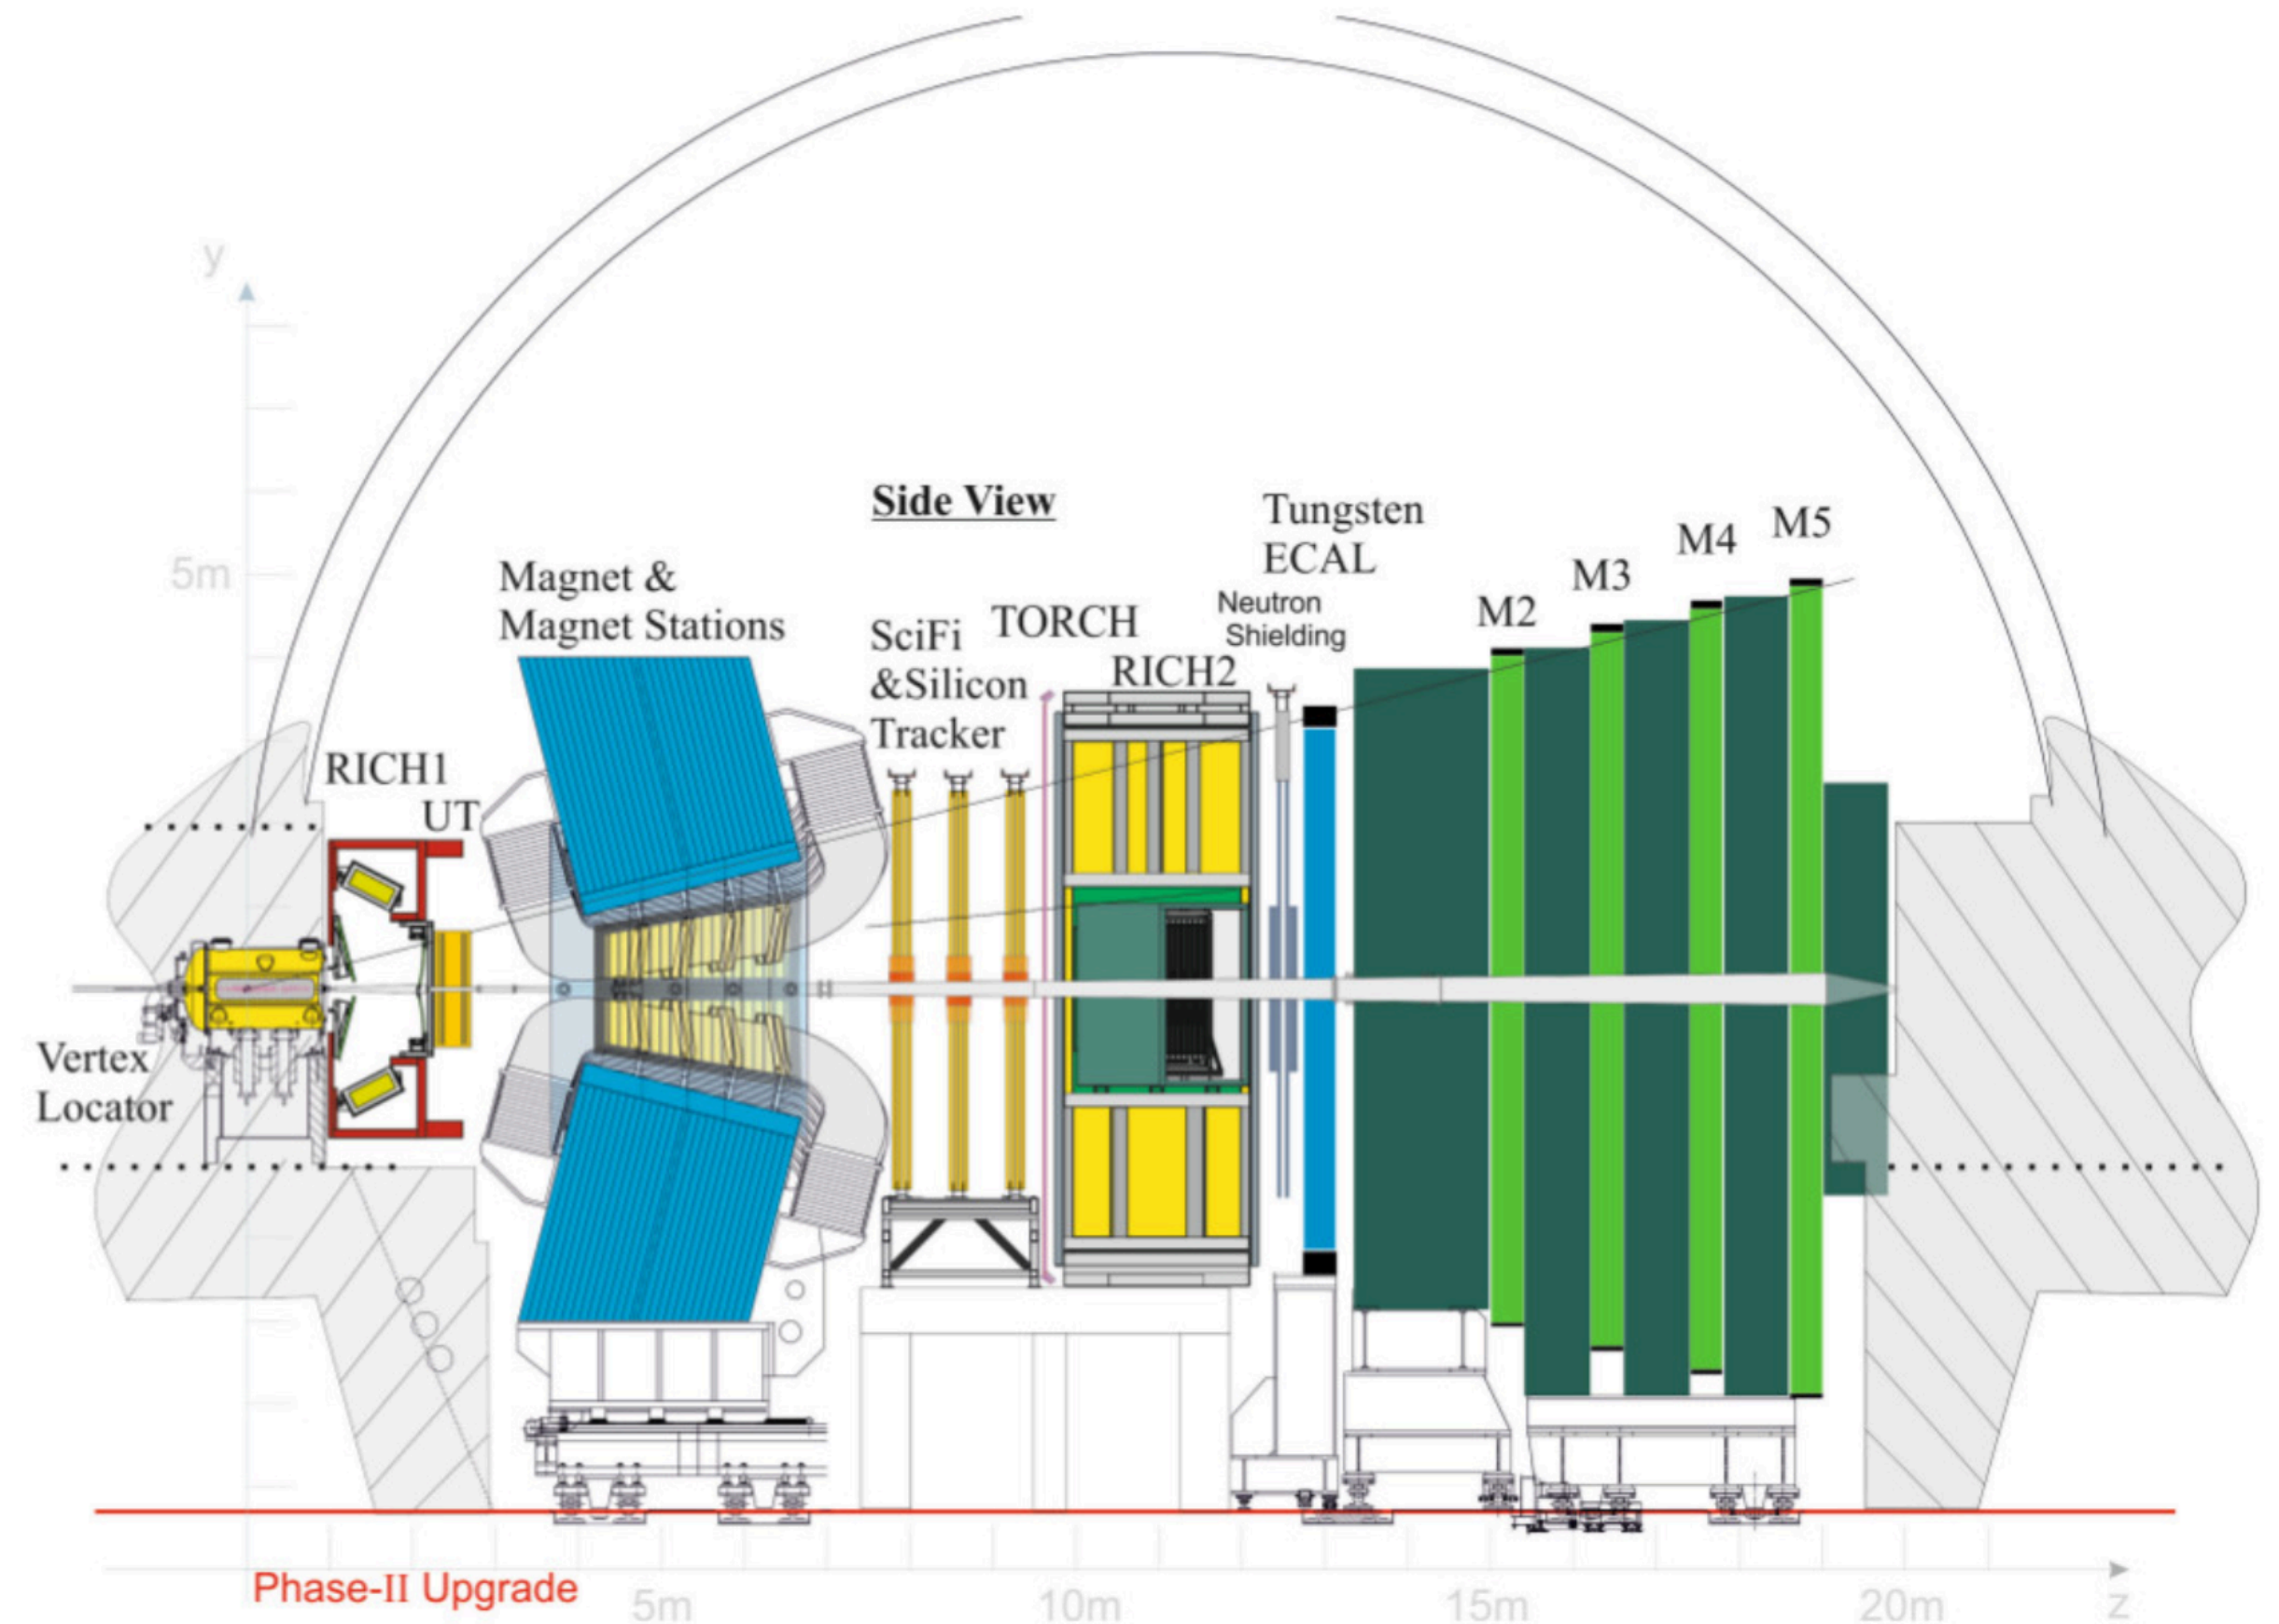 y
Side View
Tungsten
ECAL
M5
M4
5m
Magnet &
Magnet Stations
M3
Neutron
Shielding
M2
SciFi
&Silicon
Tracker
TORCH
RICH2
RICH1
UT
Vertex
Locator
Phase-II Upgrade
5m
10m
15m
20m
z